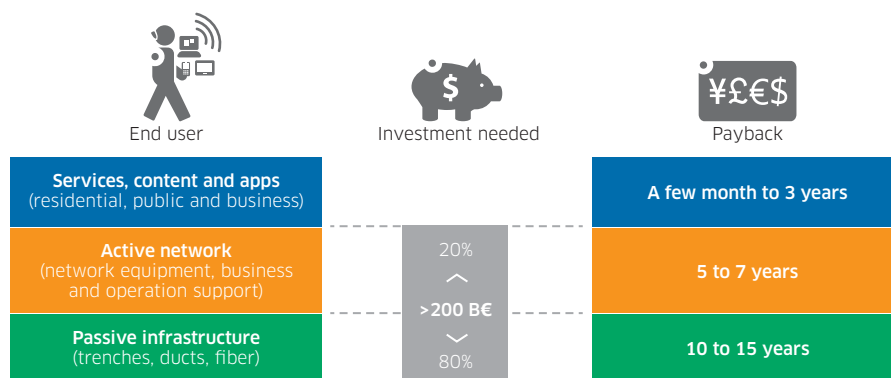 $
¥£€$
End user
Investment needed
Payback
Services, content and apps
(residential, public and business)
A few month to 3 years
Active network
(network equipment, business
and operation support)
20%
>200 B€
5 to 7 years
Passive infrastructure
(trenches, ducts, fiber)
80%
10 to 15 years